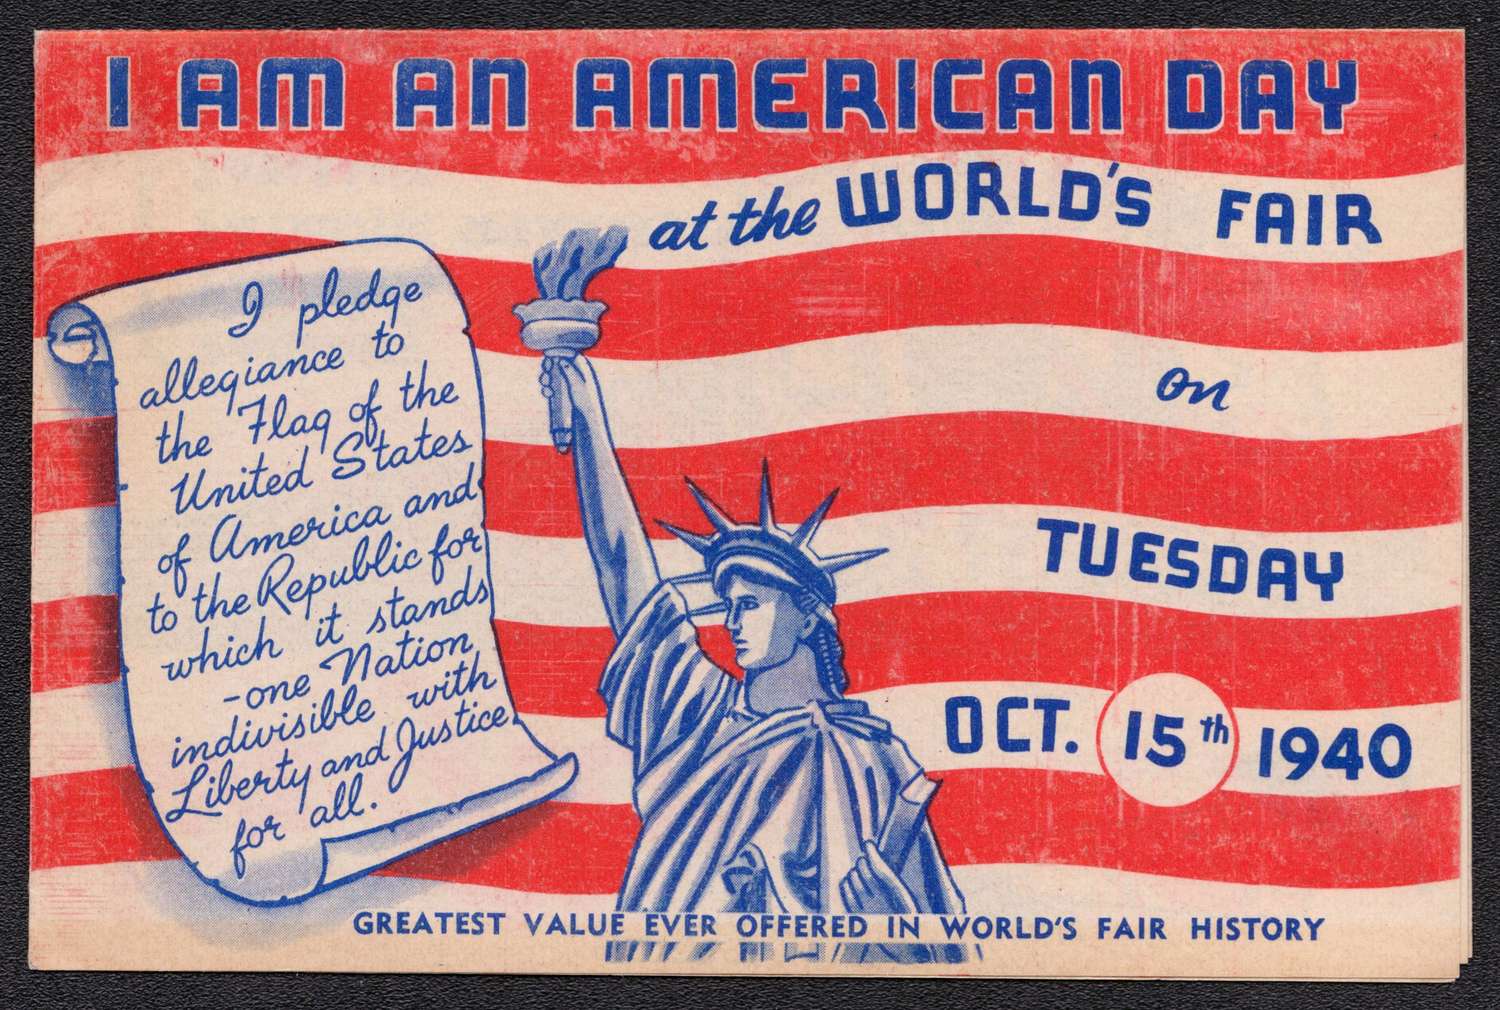 I AM AN AMERICAN DAY
at the WORLD'S FAIR
on
TUESDAY
OCT. 15th 1940
I pledge
allegiance to
the Flag of the
United States
of America and
to the Republic for
which it stands
-one Nation
indivisible with
Liberty and Justice
for all.
GREATEST VALUE EVER OFFERED IN WORLD'S FAIR HISTORY